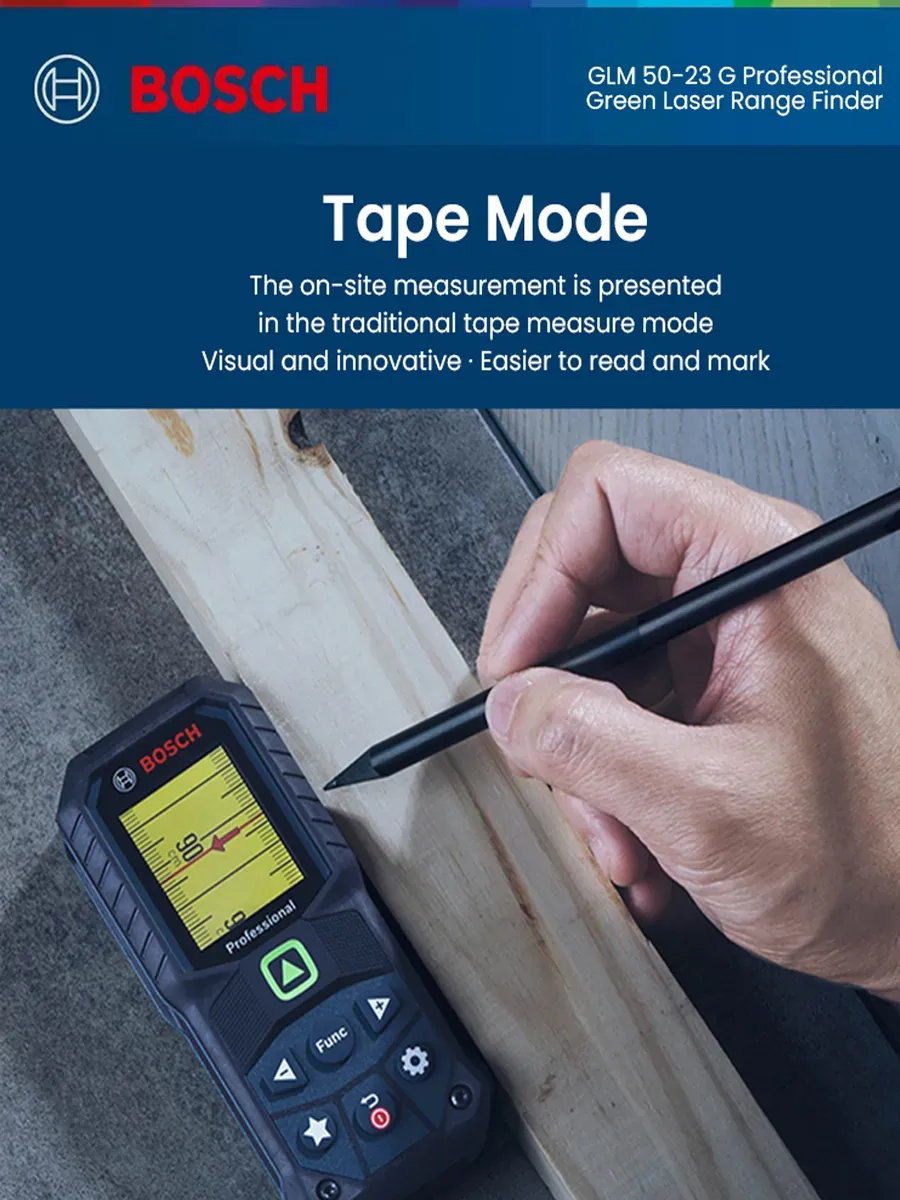 BOSCH
GLM 50-23 G Professional
Green Laser Range Finder
Tape Mode
The on-site measurement is presented
in the traditional tape measure mode
Visual and innovative · Easier to read and mark
BOSCH
90
cm
Professional
Func